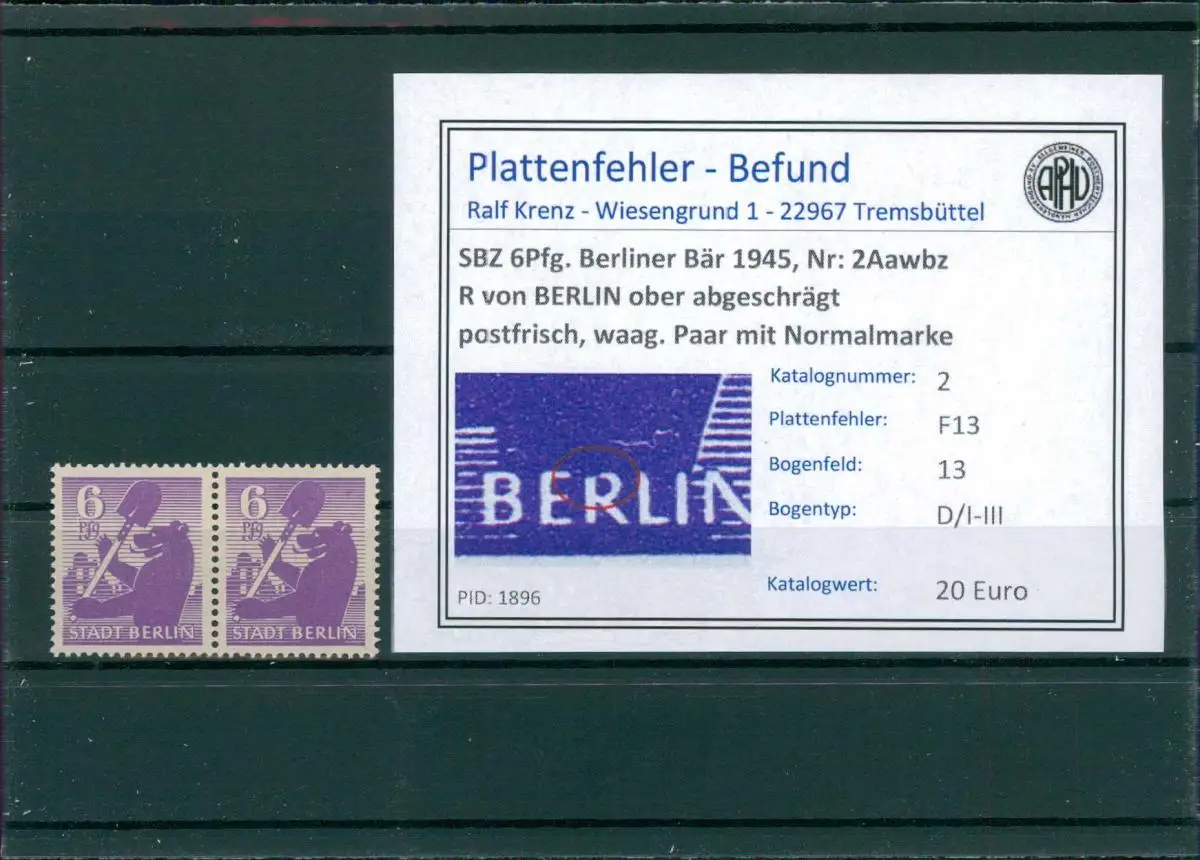 Plattenfehler - Befund
Ralf Krenz - Wiesengrund 1 - 22967 Tremsbüttel
APHV
SBZ 6Pfg. Berliner Bär 1945, Nr: 2Aawbz
R von BERLIN ober abgeschrägt
postfrisch, waag. Paar mit Normalmarke
BERLIN
Katalognummer: 2
Plattenfehler: F13
Bogenfeld: 13
Bogentyp: D/I-III
Katalogwert: 20 Euro
PID: 1896
6 Pfg
STADT BERLIN
6 Pfg
STADT BERLIN